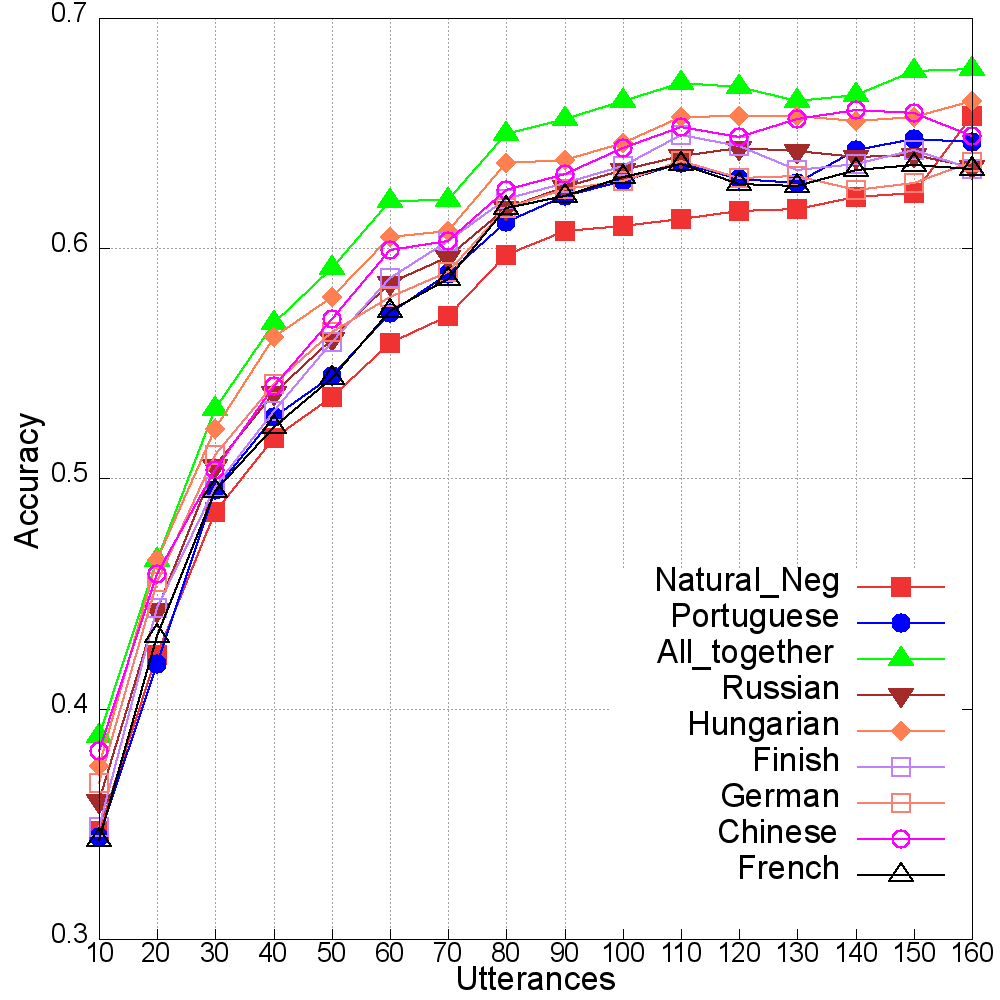 0.7
0.6
0.5
0.4
0.3
Accuracy
Natural_Neg
Portuguese
All_together
Russian
Hungarian
Finish
German
Chinese
French
10 20 30 40 50 60 70 80 90 100 110 120 130 140 150 160
Utterances